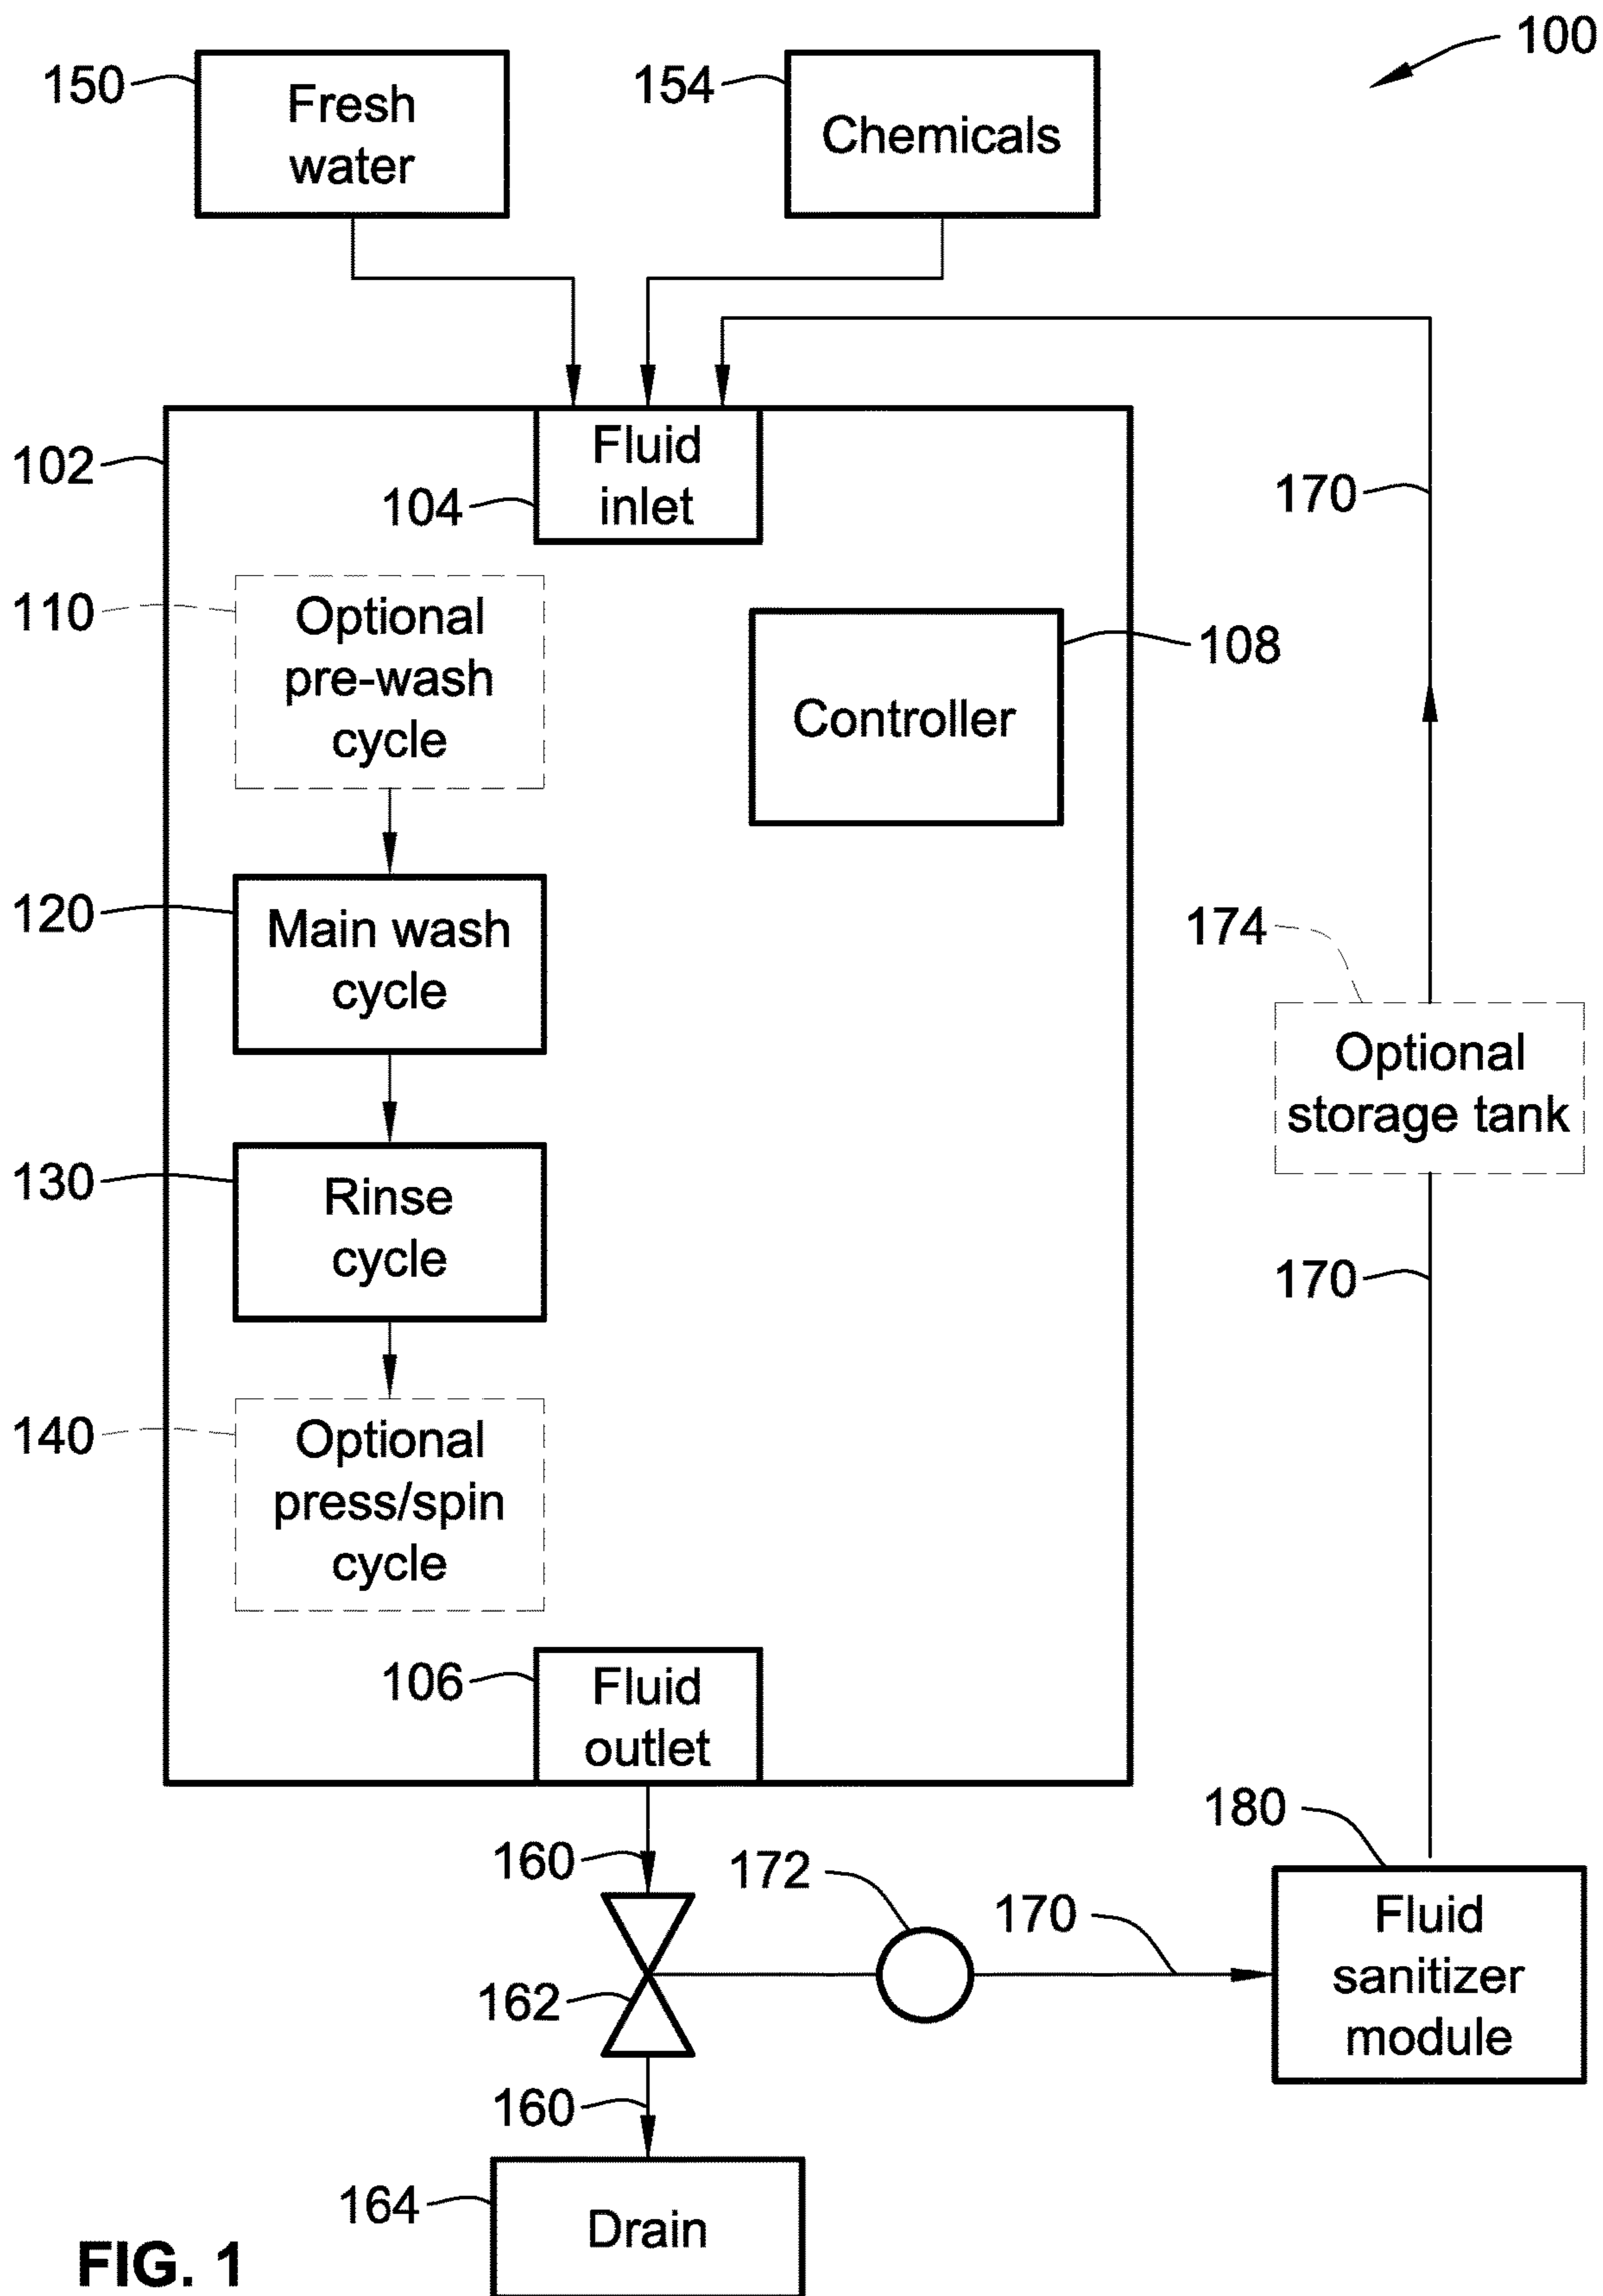 100
150
Fresh
water
154
Chemicals
102
Fluid
inlet
104
170
110
Optional
pre-wash
cycle
108
Controller
120
Main wash
cycle
174
Optional
storage tank
130
Rinse
cycle
170
140
Optional
press/spin
cycle
106
Fluid
outlet
180
160
172
170
Fluid
sanitizer
module
162
160
164
Drain
FIG. 1